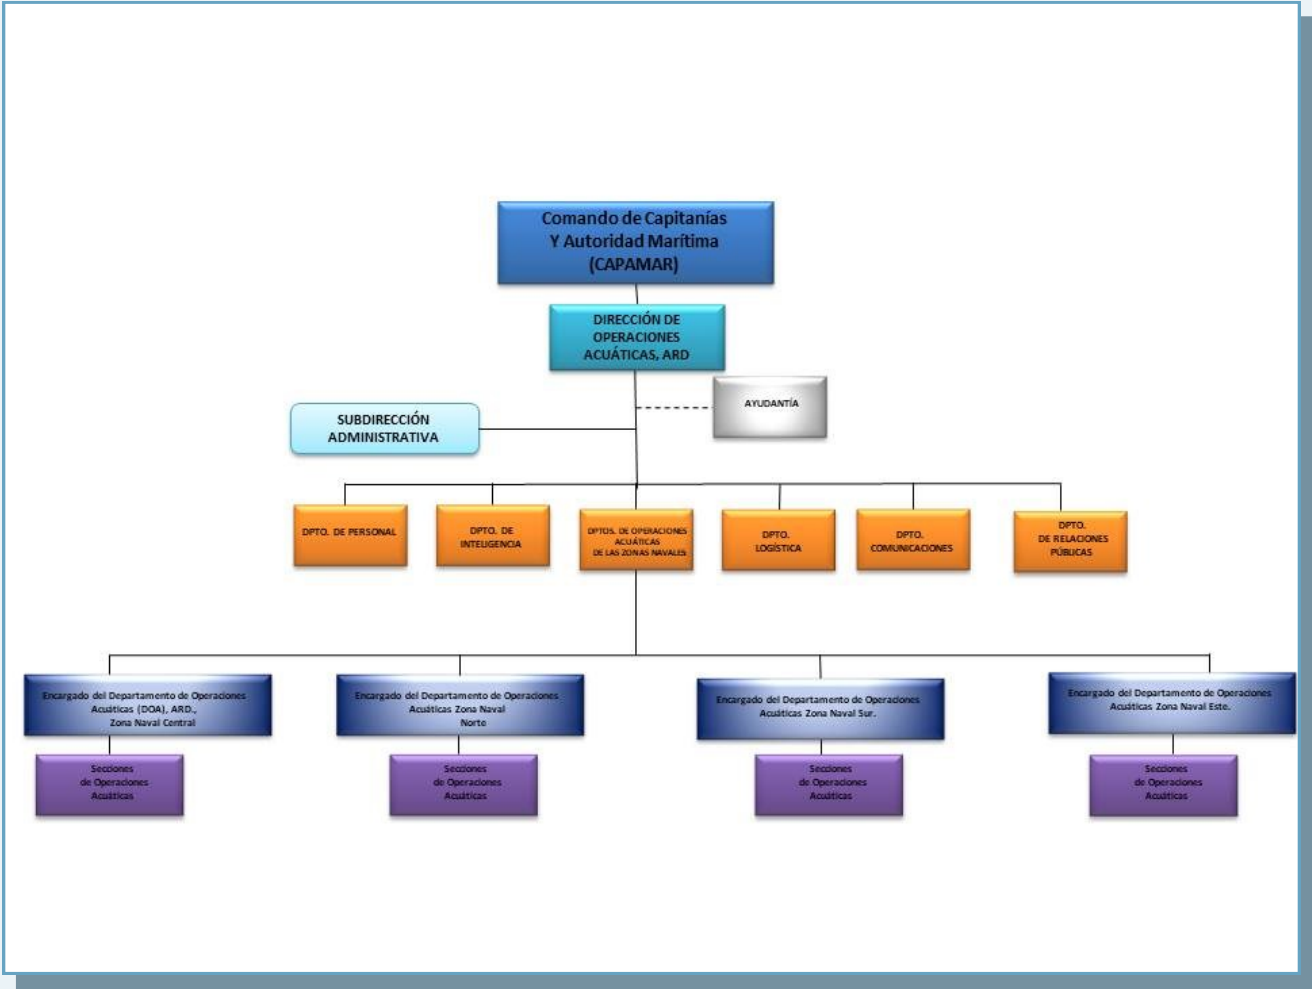 Comando de Capitanías
Y Autoridad Marítima
(CAPAMAR)
DIRECCIÓN DE
OPERACIONES
ACUÁTICAS, ARD
AYUDANTÍA
SUBDIRECCIÓN
ADMINISTRATIVA
DPTO. DE PERSONAL
DPTO. DE
INTELIGENCIA
DPTOS. DE OPERACIONES
ACUÁTICAS
DE LAS ZONAS NAVALES
DPTO.
LOGÍSTICA
DPTO.
COMUNICACIONES
DPTO.
DE RELACIONES
PÚBLICAS
Encargado del Departamento de Operaciones
Acuáticas (DOA), ARD.,
Zona Naval Central
Encargado del Departamento de Operaciones
Acuáticas Zona Naval
Norte
Encargado del Departamento de Operaciones
Acuáticas Zona Naval Sur.
Encargado del Departamento de Operaciones
Acuáticas Zona Naval Este.
Secciones
de Operaciones
Acuáticas
Secciones
de Operaciones
Acuáticas
Secciones
de Operaciones
Acuáticas
Secciones
de Operaciones
Acuáticas